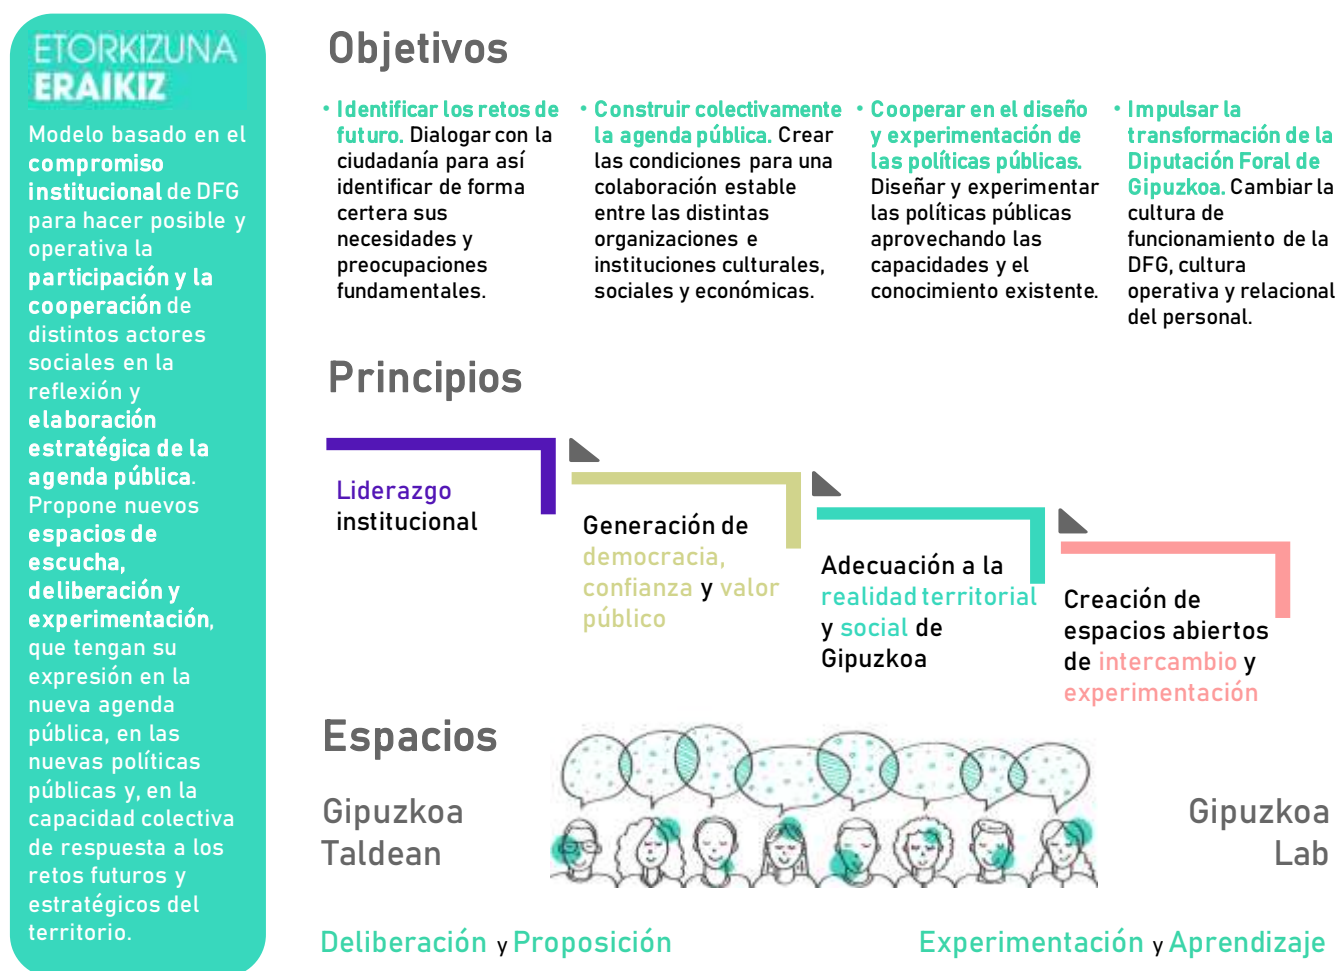 ETORKIZUNA
ERAIKIZ
Modelo basado en el
compromiso
institucional de DFG
para hacer posible y
operativa la
participación y la
cooperación de
distintos actores
sociales en la
reflexión y
elaboración
estratégica de la
agenda pública.
Propone nuevos
espacios de
escucha,
deliberación y
experimentación,
que tengan su
expresión en la
nueva agenda
pública, en las
nuevas políticas
públicas y, en la
capacidad colectiva
de respuesta a los
retos futuros y
estratégicos del
territorio.
Objetivos
• Identificar los retos de
futuro. Dialogar con la
ciudadanía para así
identificar de forma
certera sus
necesidades y
preocupaciones
fundamentales.
• Construir colectivamente
la agenda pública. Crear
las condiciones para una
colaboración estable
entre las distintas
organizaciones e
instituciones culturales,
sociales y económicas.
• Cooperar en el diseño
y experimentación de
las políticas públicas.
Diseñar y experimentar
las políticas públicas
aprovechando las
capacidades y el
conocimiento existente.
• Impulsar la
transformación de la
Diputación Foral de
Gipuzkoa. Cambiar la
cultura de
funcionamiento de la
DFG, cultura
operativa y relacional
del personal.
Principios
Liderazgo
institucional
Generación de
democracia,
confianza y valor
público
Adecuación a la
realidad territorial
y social de
Gipuzkoa
Creación de
espacios abiertos
de intercambio y
experimentación
Espacios
Gipuzkoa
Taldean
Gipuzkoa
Lab
Deliberación y Proposición
Experimentación y Aprendizaje